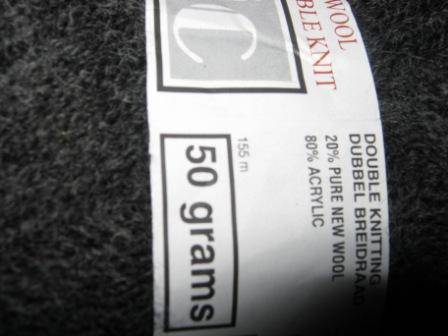 WOOL
BLE KNIT
C
DOUBLE KNITTING
DUBBEL BREIDRAAD
20% PURE NEW WOOL
80% ACRYLIC
155 m
50 grams